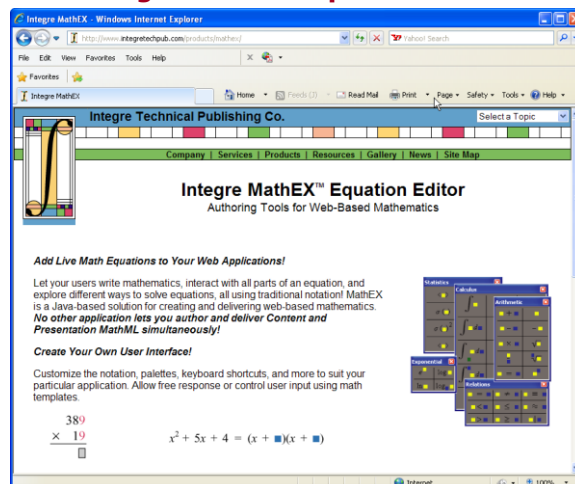 Integre MathEX - Windows Internet Explorer
http://www.integretechpub.com/products/mathex/
Yahoo! Search
File Edit View Favorites Tools Help
Favorites
Integre MathEX
Home Feeds (J) Read Mail Print Page Safety Tools Help
Integre Technical Publishing Co.
Select a Topic
Company | Services | Products | Resources | Gallery | News | Site Map
Integre MathEX™ Equation Editor
Authoring Tools for Web-Based Mathematics
Add Live Math Equations to Your Web Applications!
Let your users write mathematics, interact with all parts of an equation, and
explore different ways to solve equations, all using traditional notation! MathEX
is a Java-based solution for creating and delivering web-based mathematics.
No other application lets you author and deliver Content and
Presentation MathML simultaneously!
Statistics
Calculus
Arithmetic
Exponential
Relations
Create Your Own User Interface!
Customize the notation, palettes, keyboard shortcuts, and more to suit your
particular application. Allow free response or control user input using math
templates.
389
× 19
x² + 5x + 4 = (x + ■)(x + ■)
Internet
100%